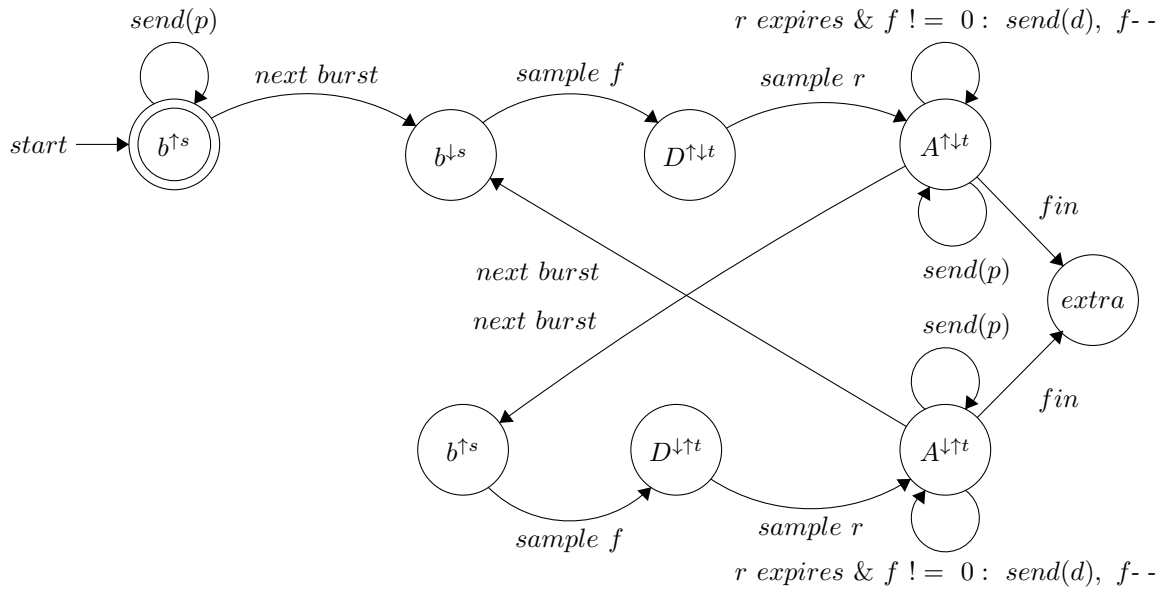 send(p)
r expires & f != 0 : send(d), f- -
next burst
sample f
sample r
start
b↑s
b↓s
D↑↓t
A↑↓t
fin
send(p)
next burst
extra
next burst
send(p)
fin
b↑s
D↓↑t
A↓↑t
sample f
sample r
r expires & f != 0 : send(d), f- -